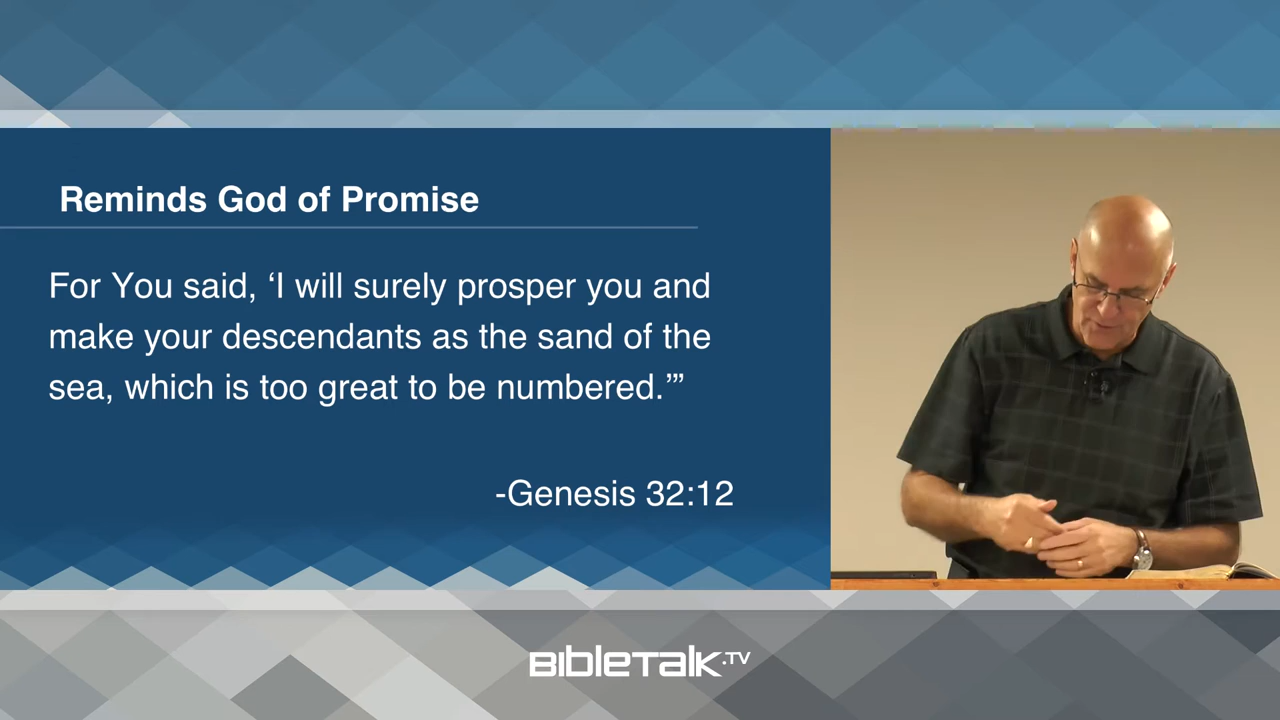 Reminds God of Promise
For You said, ‘I will surely prosper you and
make your descendants as the sand of the
sea, which is too great to be numbered.’”
-Genesis 32:12
BIBLETALK.TV